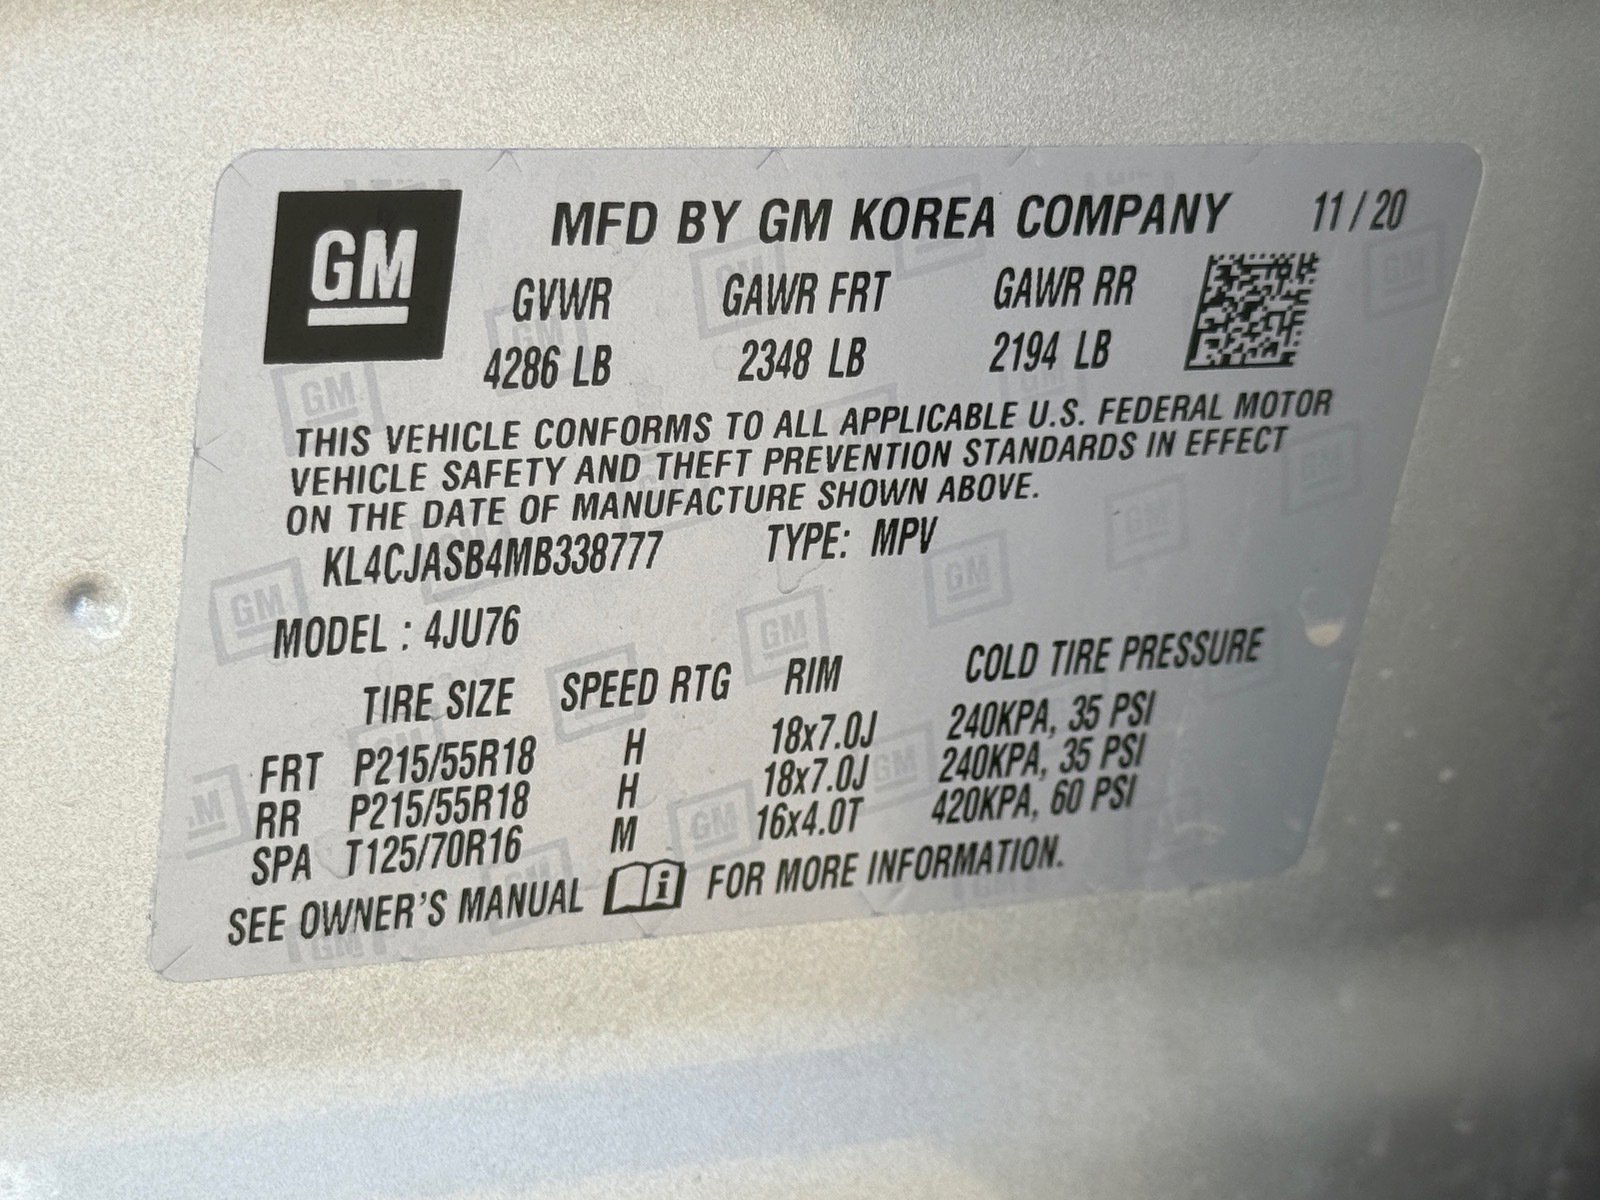 GM
MFD BY GM KOREA COMPANY 11/20
GVWR GAWR FRT GAWR RR
4286 LB 2348 LB 2194 LB
THIS VEHICLE CONFORMS TO ALL APPLICABLE U.S. FEDERAL MOTOR
VEHICLE SAFETY AND THEFT PREVENTION STANDARDS IN EFFECT
ON THE DATE OF MANUFACTURE SHOWN ABOVE.
KL4CJASB4MB338777 TYPE: MPV
MODEL : 4JU76
TIRE SIZE SPEED RTG RIM COLD TIRE PRESSURE
FRT P215/55R18 H 18x7.0J 240KPA, 35 PSI
RR P215/55R18 H 18x7.0J 240KPA, 35 PSI
SPA T125/70R16 M 16x4.0T 420KPA, 60 PSI
SEE OWNER'S MANUAL FOR MORE INFORMATION.